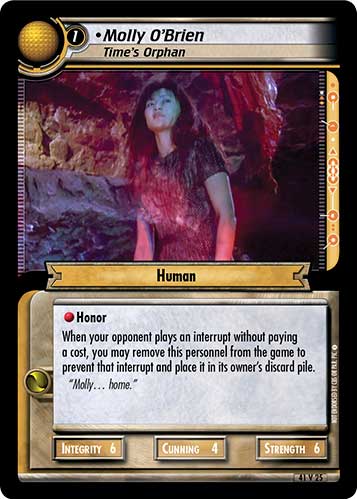 1
•Molly O'Brien
Time's Orphan
Human
Honor
When your opponent plays an interrupt without paying
a cost, you may remove this personnel from the game to
prevent that interrupt and place it in its owner's discard pile.
"Molly... home."
INTEGRITY 6
CUNNING 4
STRENGTH 6
41 V 25